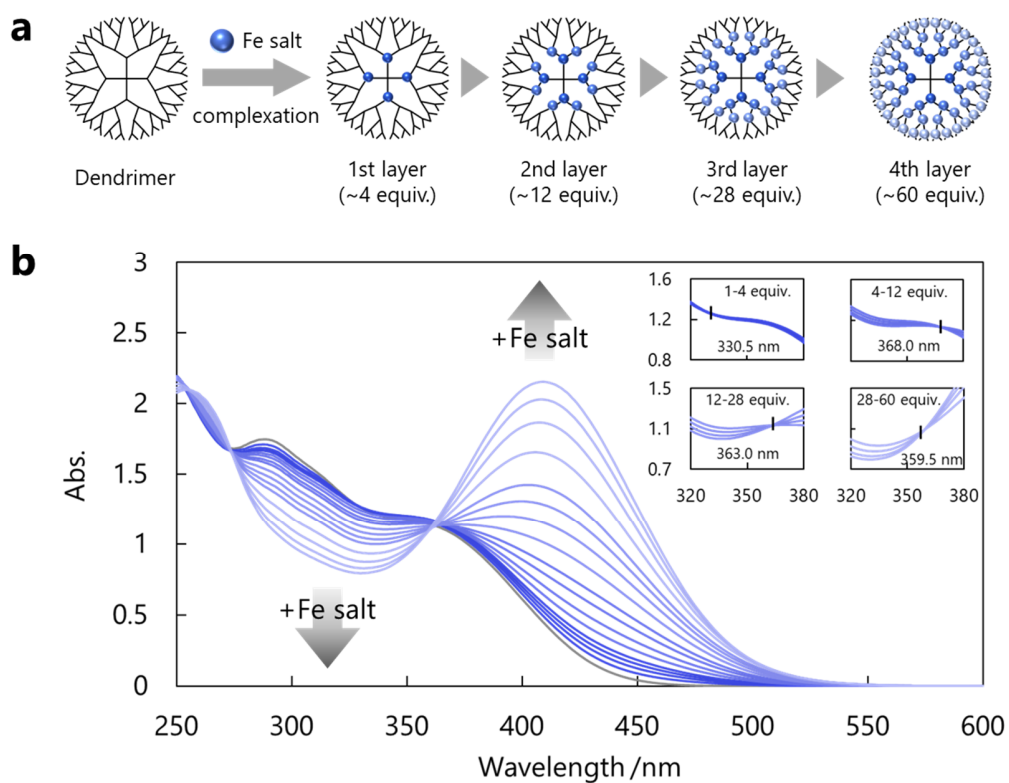 a
Fe salt
complexation
Dendrimer
1st layer
(~4 equiv.)
2nd layer
(~12 equiv.)
3rd layer
(~28 equiv.)
4th layer
(~60 equiv.)
b
Abs.
3
2.5
2
1.5
1
0.5
0
250
300
350
400
450
500
550
600
Wavelength /nm
+Fe salt
+Fe salt
1.6
1.2
0.8
1-4 equiv.
330.5 nm
4-12 equiv.
368.0 nm
1.5
1.1
0.7
12-28 equiv.
363.0 nm
28-60 equiv.
359.5 nm
320
350
380
320
350
380